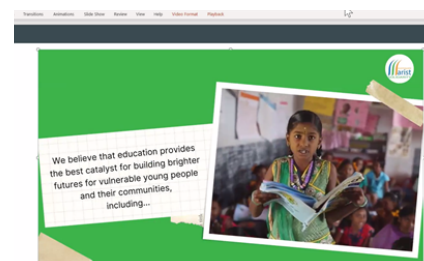 Transitions Animations Slide Show Review View Help Video Format Playback
arist
We believe that education provides
the best catalyst for building brighter
futures for vulnerable young people
and their communities,
including...